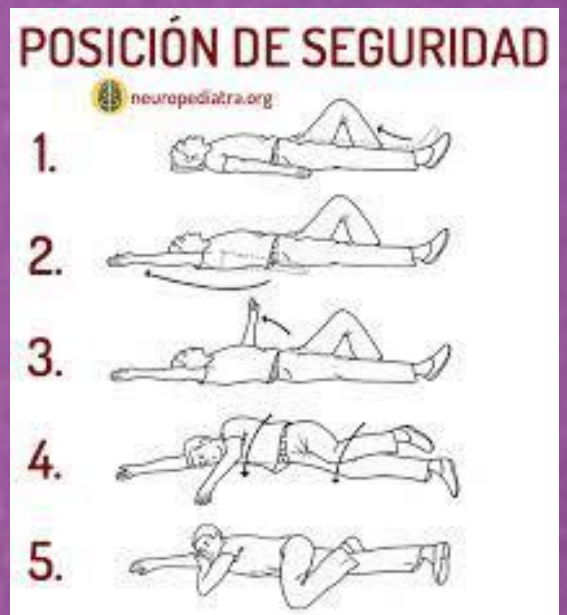 POSICIÓN DE SEGURIDAD
neuropediatra.org
1.
2.
3.
4.
5.